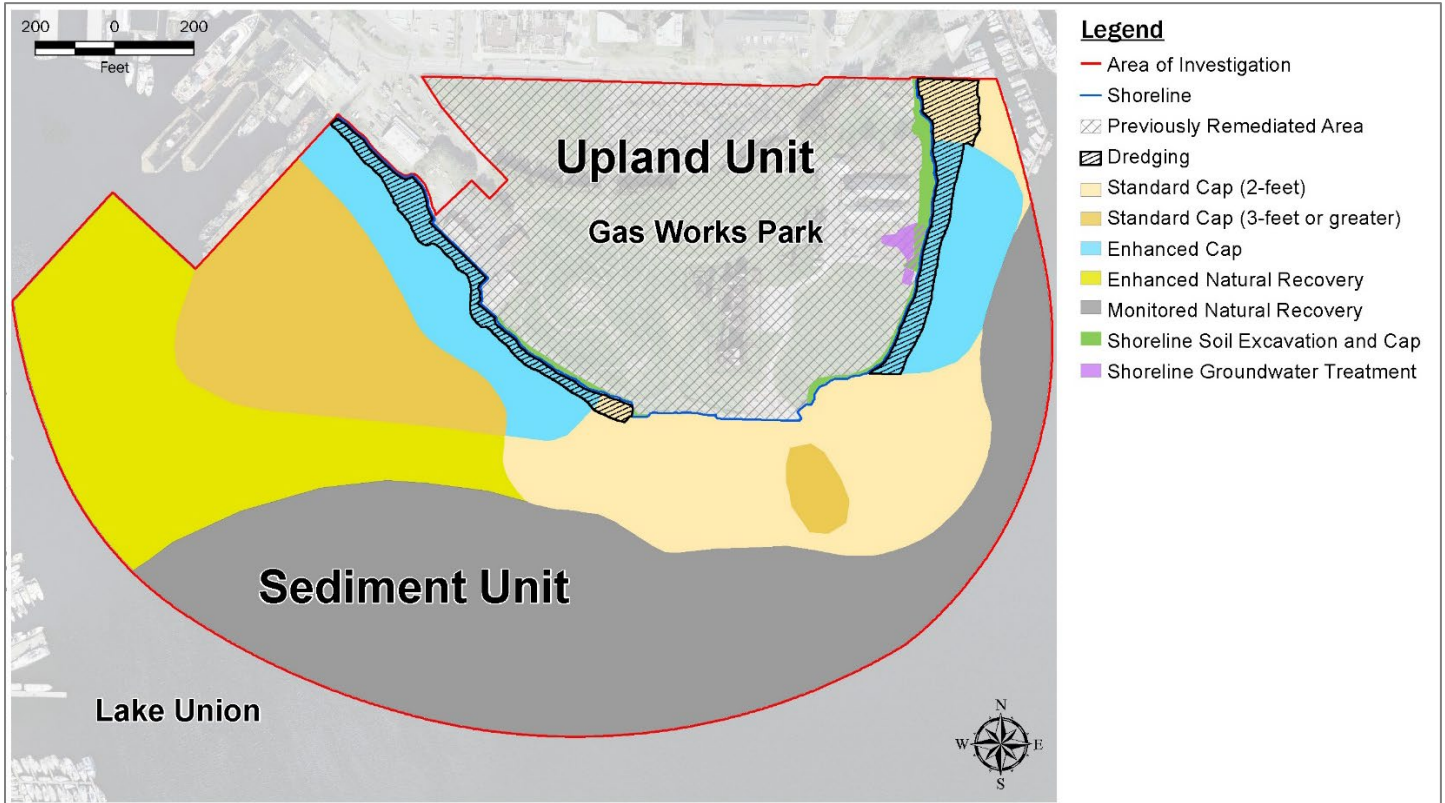 200 0 200
Feet
Upland Unit
Gas Works Park
Sediment Unit
Lake Union
N
W E
S
Legend
Area of Investigation
Shoreline
Previously Remediated Area
Dredging
Standard Cap (2-feet)
Standard Cap (3-feet or greater)
Enhanced Cap
Enhanced Natural Recovery
Monitored Natural Recovery
Shoreline Soil Excavation and Cap
Shoreline Groundwater Treatment